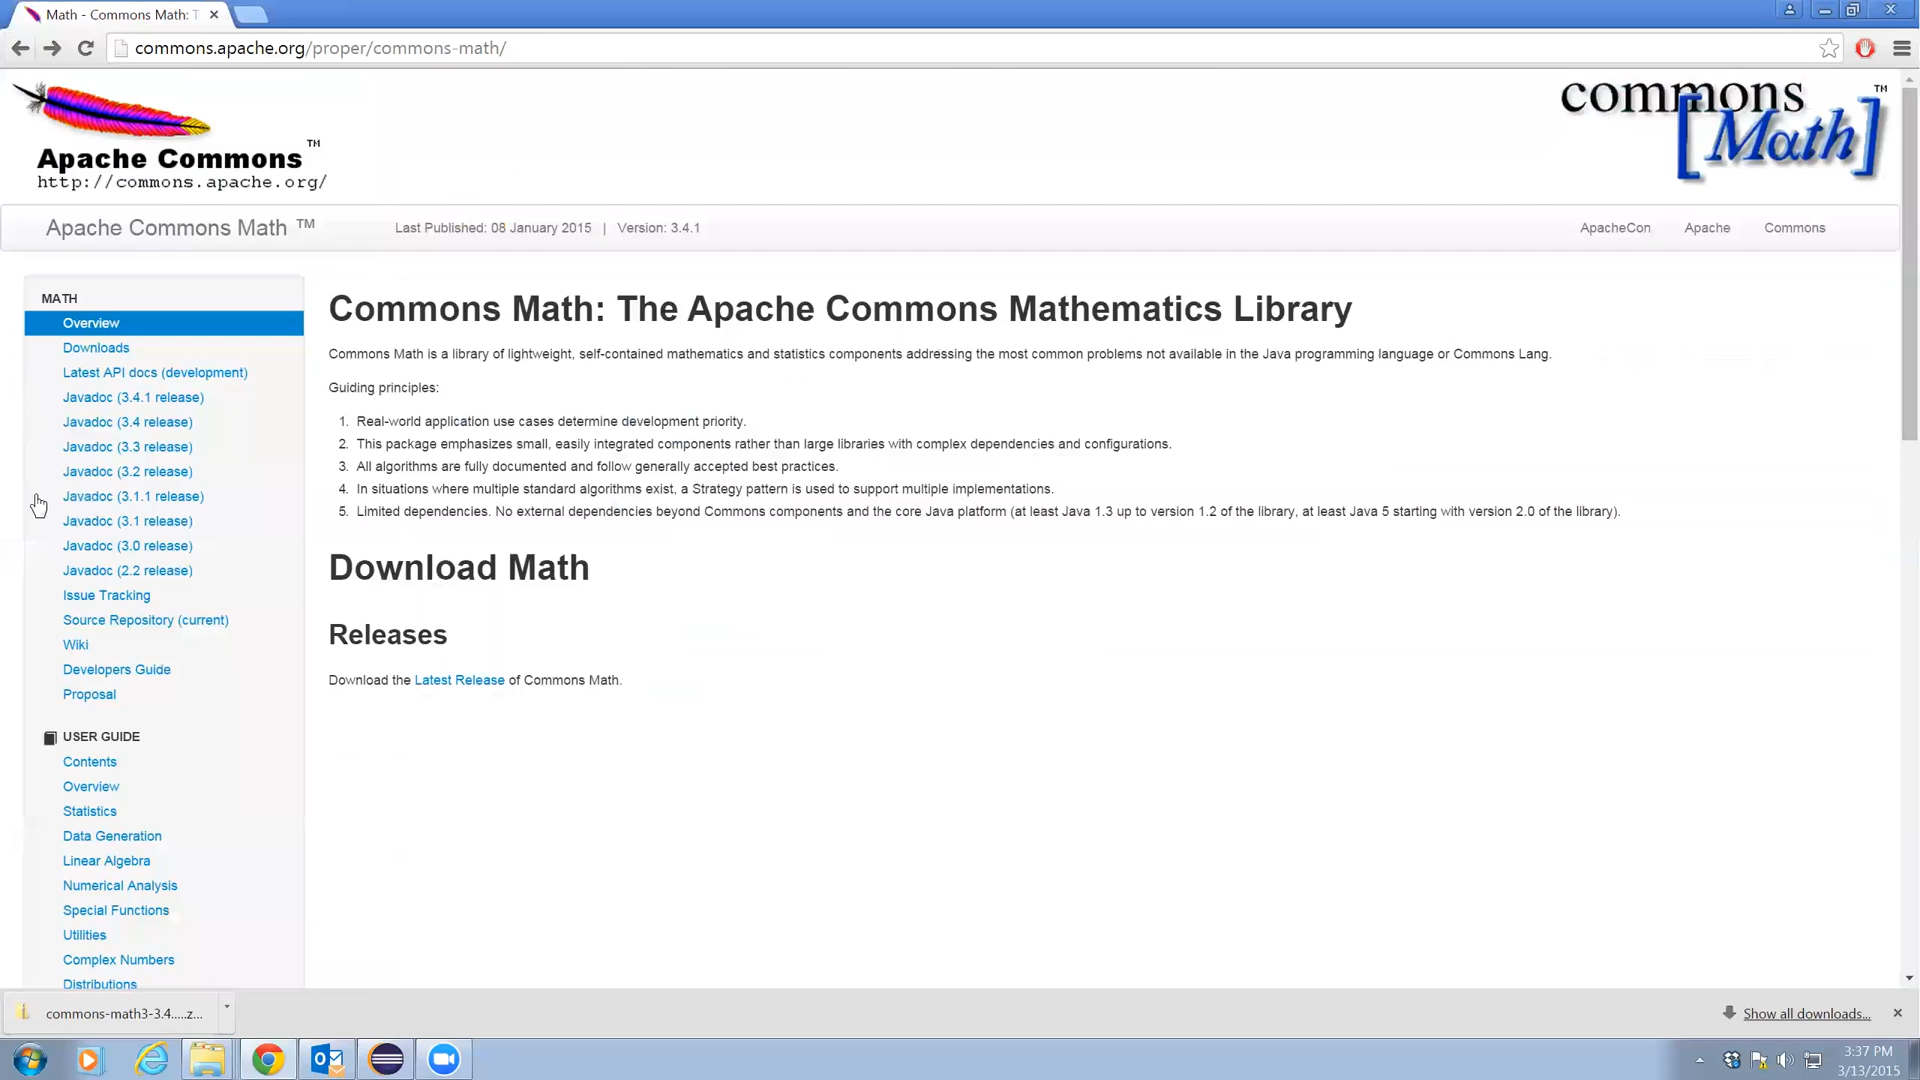 Math - Commons Math: T
commons.apache.org/proper/commons-math/
Apache Commons ™
http://commons.apache.org/
commons ™
[Math]
Apache Commons Math ™
Last Published: 08 January 2015 | Version: 3.4.1
ApacheCon Apache Commons
MATH
Overview
Downloads
Latest API docs (development)
Javadoc (3.4.1 release)
Javadoc (3.4 release)
Javadoc (3.3 release)
Javadoc (3.2 release)
Javadoc (3.1.1 release)
Javadoc (3.1 release)
Javadoc (3.0 release)
Javadoc (2.2 release)
Issue Tracking
Source Repository (current)
Wiki
Developers Guide
Proposal
USER GUIDE
Contents
Overview
Statistics
Data Generation
Linear Algebra
Numerical Analysis
Special Functions
Utilities
Complex Numbers
Distributions
Commons Math: The Apache Commons Mathematics Library
Commons Math is a library of lightweight, self-contained mathematics and statistics components addressing the most common problems not available in the Java programming language or Commons Lang.
Guiding principles:
1. Real-world application use cases determine development priority.
2. This package emphasizes small, easily integrated components rather than large libraries with complex dependencies and configurations.
3. All algorithms are fully documented and follow generally accepted best practices.
4. In situations where multiple standard algorithms exist, a Strategy pattern is used to support multiple implementations.
5. Limited dependencies. No external dependencies beyond Commons components and the core Java platform (at least Java 1.3 up to version 1.2 of the library, at least Java 5 starting with version 2.0 of the library).
Download Math
Releases
Download the Latest Release of Commons Math.
commons-math3-3.4.....z...
Show all downloads...
3:37 PM
3/13/2015